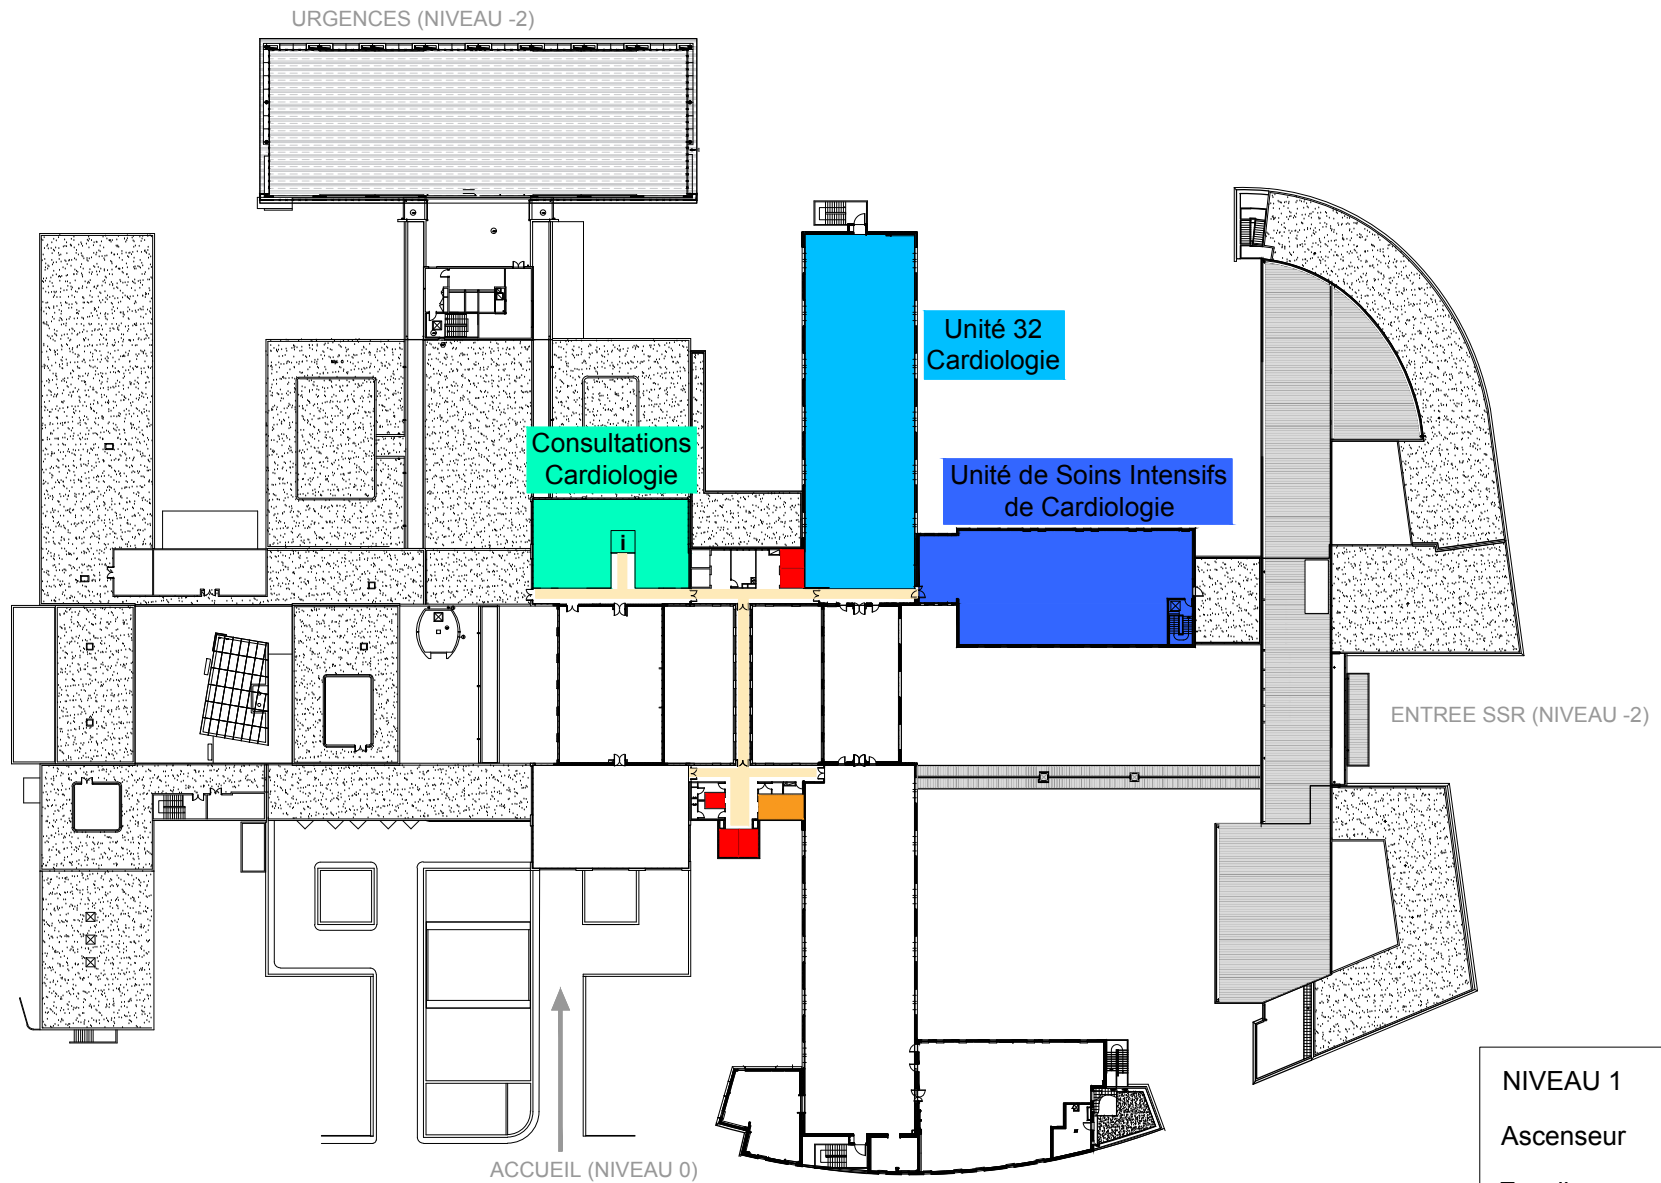 URGENCES (NIVEAU -2)
Unité 32
Cardiologie
Consultations
Cardiologie
Unité de Soins Intensifs
de Cardiologie
i
ENTREE SSR (NIVEAU -2)
NIVEAU 1
Ascenseur
ACCUEIL (NIVEAU 0)